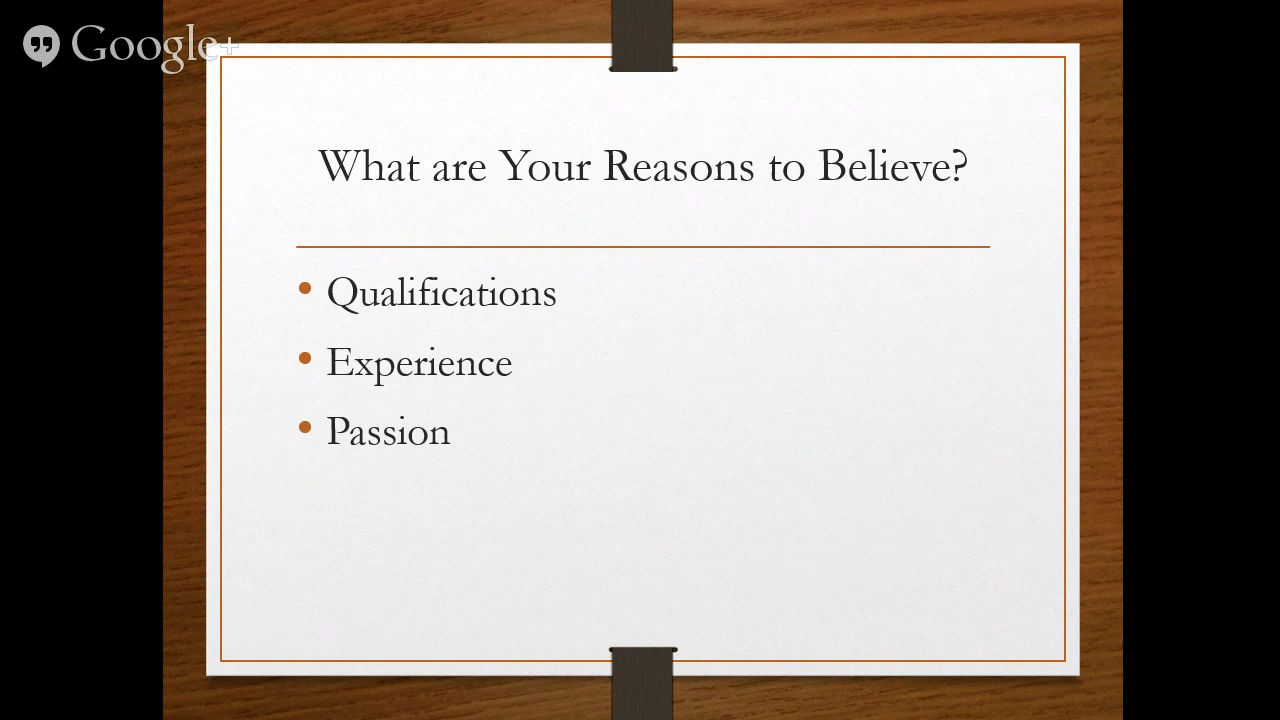 Google+
What are Your Reasons to Believe?
• Qualifications
• Experience
• Passion